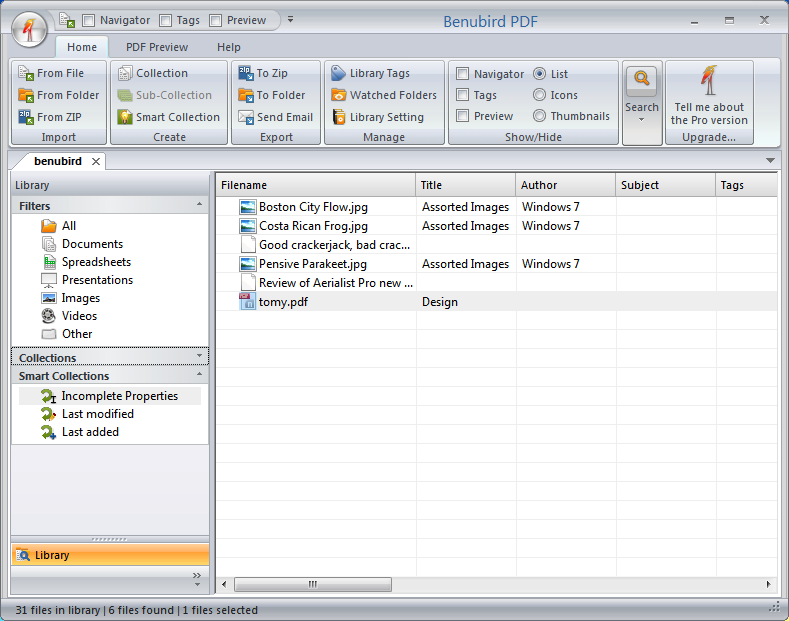 Navigator Tags Preview
Benubird PDF
Home PDF Preview Help
From File Collection To Zip Library Tags Navigator List
From Folder Sub-Collection To Folder Watched Folders Tags Icons
From ZIP Smart Collection Send Email Library Setting Preview Thumbnails
Search
Tell me about
the Pro version
Import Create Export Manage Show/Hide Upgrade...
benubird
Library
Filters
All
Documents
Spreadsheets
Presentations
Images
Videos
Other
Collections
Smart Collections
Incomplete Properties
Last modified
Last added
Library
Filename Title Author Subject Tags
Boston City Flow.jpg Assorted Images Windows 7
Costa Rican Frog.jpg Assorted Images Windows 7
Good crackerjack, bad crac...
Pensive Parakeet.jpg Assorted Images Windows 7
Review of Aerialist Pro new ...
tomy.pdf Design
31 files in library | 6 files found | 1 files selected